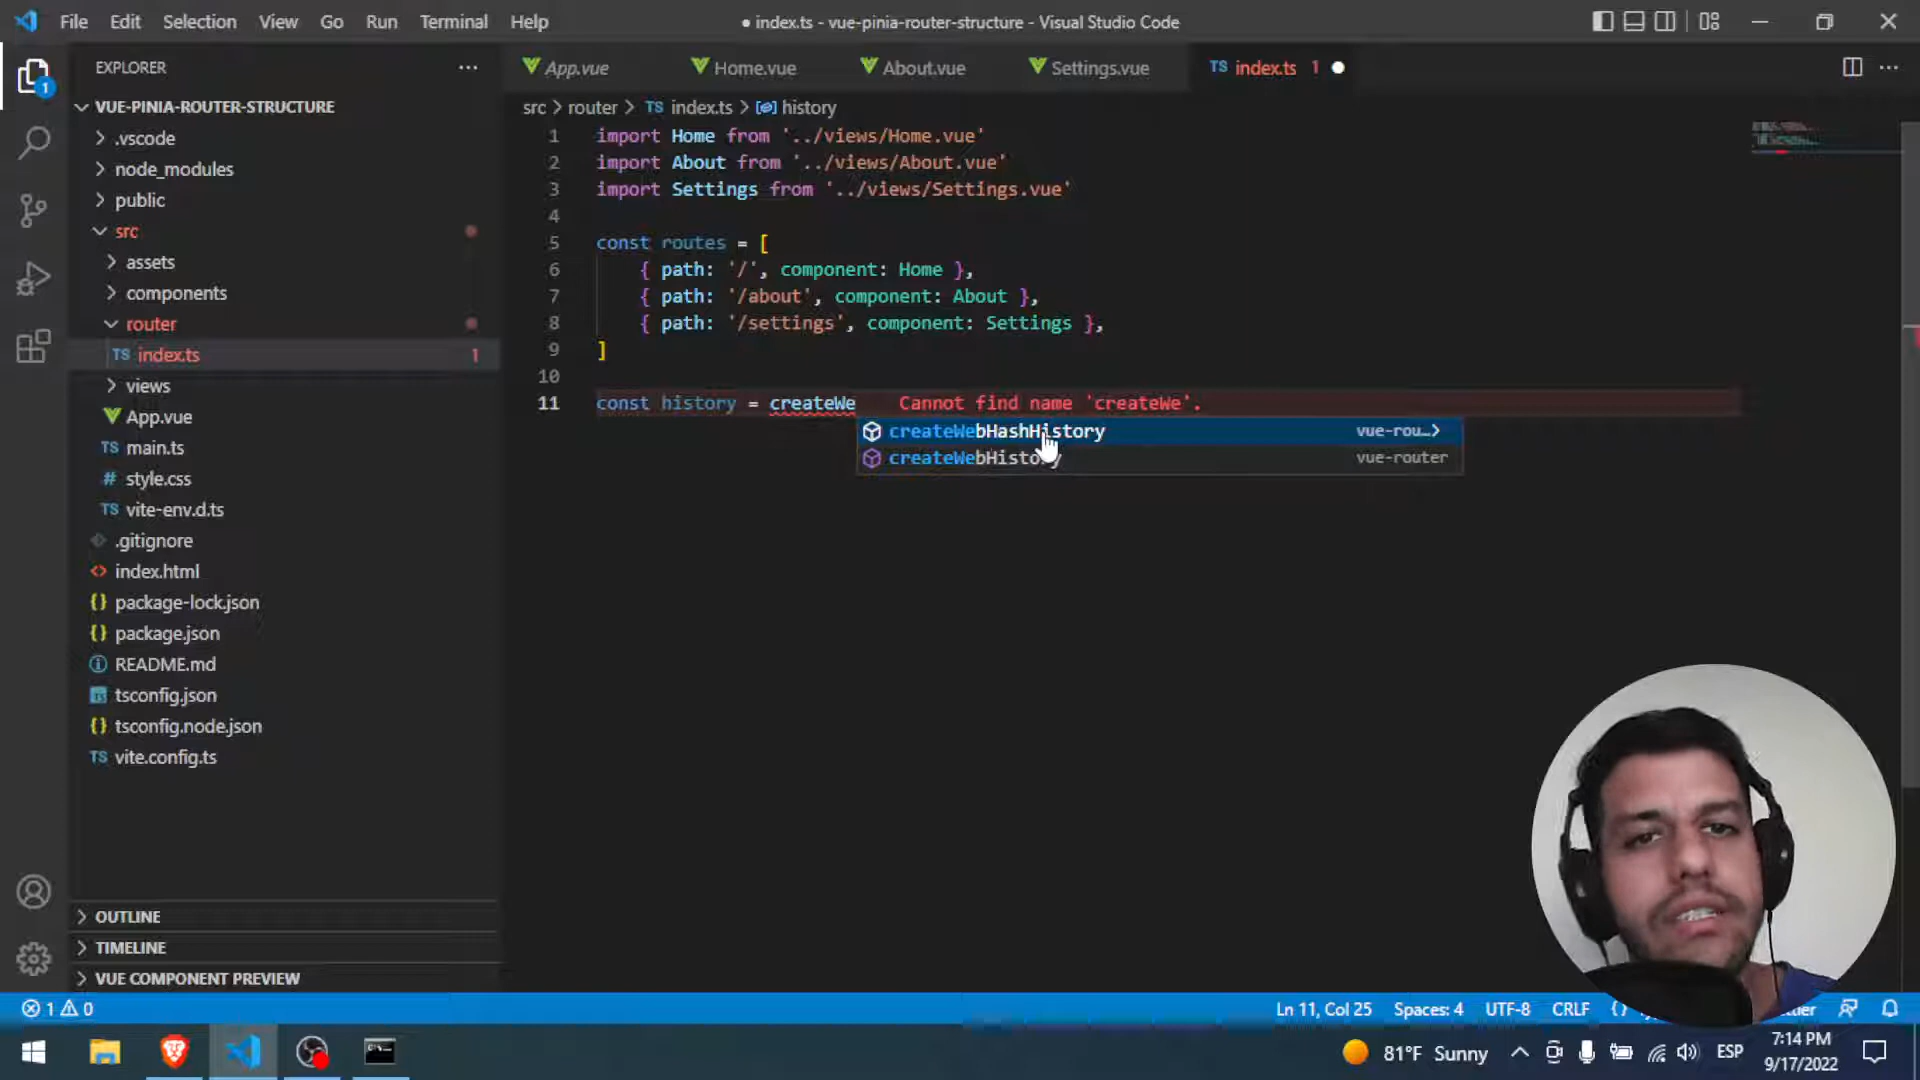 File Edit Selection View Go Run Terminal Help
● index.ts - vue-pinia-router-structure - Visual Studio Code
EXPLORER
App.vue
Home.vue
About.vue
Settings.vue
TS index.ts 1
VUE-PINIA-ROUTER-STRUCTURE
src > router > TS index.ts > history
.vscode
node_modules
public
src
assets
components
router
TS index.ts 1
views
App.vue
main.ts
# style.css
TS vite-env.d.ts
.gitignore
index.html
package-lock.json
package.json
README.md
tsconfig.json
tsconfig.node.json
TS vite.config.ts
1 import Home from '../views/Home.vue'
2 import About from '../views/About.vue'
3 import Settings from '../views/Settings.vue'
4
5 const routes = [
6 { path: '/', component: Home },
7 { path: '/about', component: About },
8 { path: '/settings', component: Settings },
9 ]
10
11 const history = createWe Cannot find name 'createWe'.
createWebHashHistory vue-rou…
createWebHistory vue-router
OUTLINE
TIMELINE
VUE COMPONENT PREVIEW
1 0
Ln 11, Col 25 Spaces: 4 UTF-8 CRLF {}
81°F Sunny
ESP
7:14 PM
9/17/2022